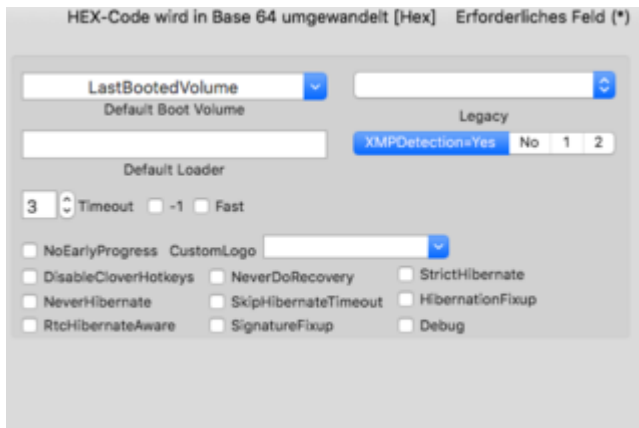 HEX-Code wird in Base 64 umgewandelt [Hex] Erforderliches Feld (*)
LastBootedVolume
Default Boot Volume
Legacy
XMPDetection=Yes No 1 2
Default Loader
3 Timeout -1 Fast
NoEarlyProgress CustomLogo
DisableCloverHotkeys NeverDoRecovery StrictHibernate
NeverHibernate SkipHibernateTimeout HibernationFixup
RtcHibernateAware SignatureFixup Debug